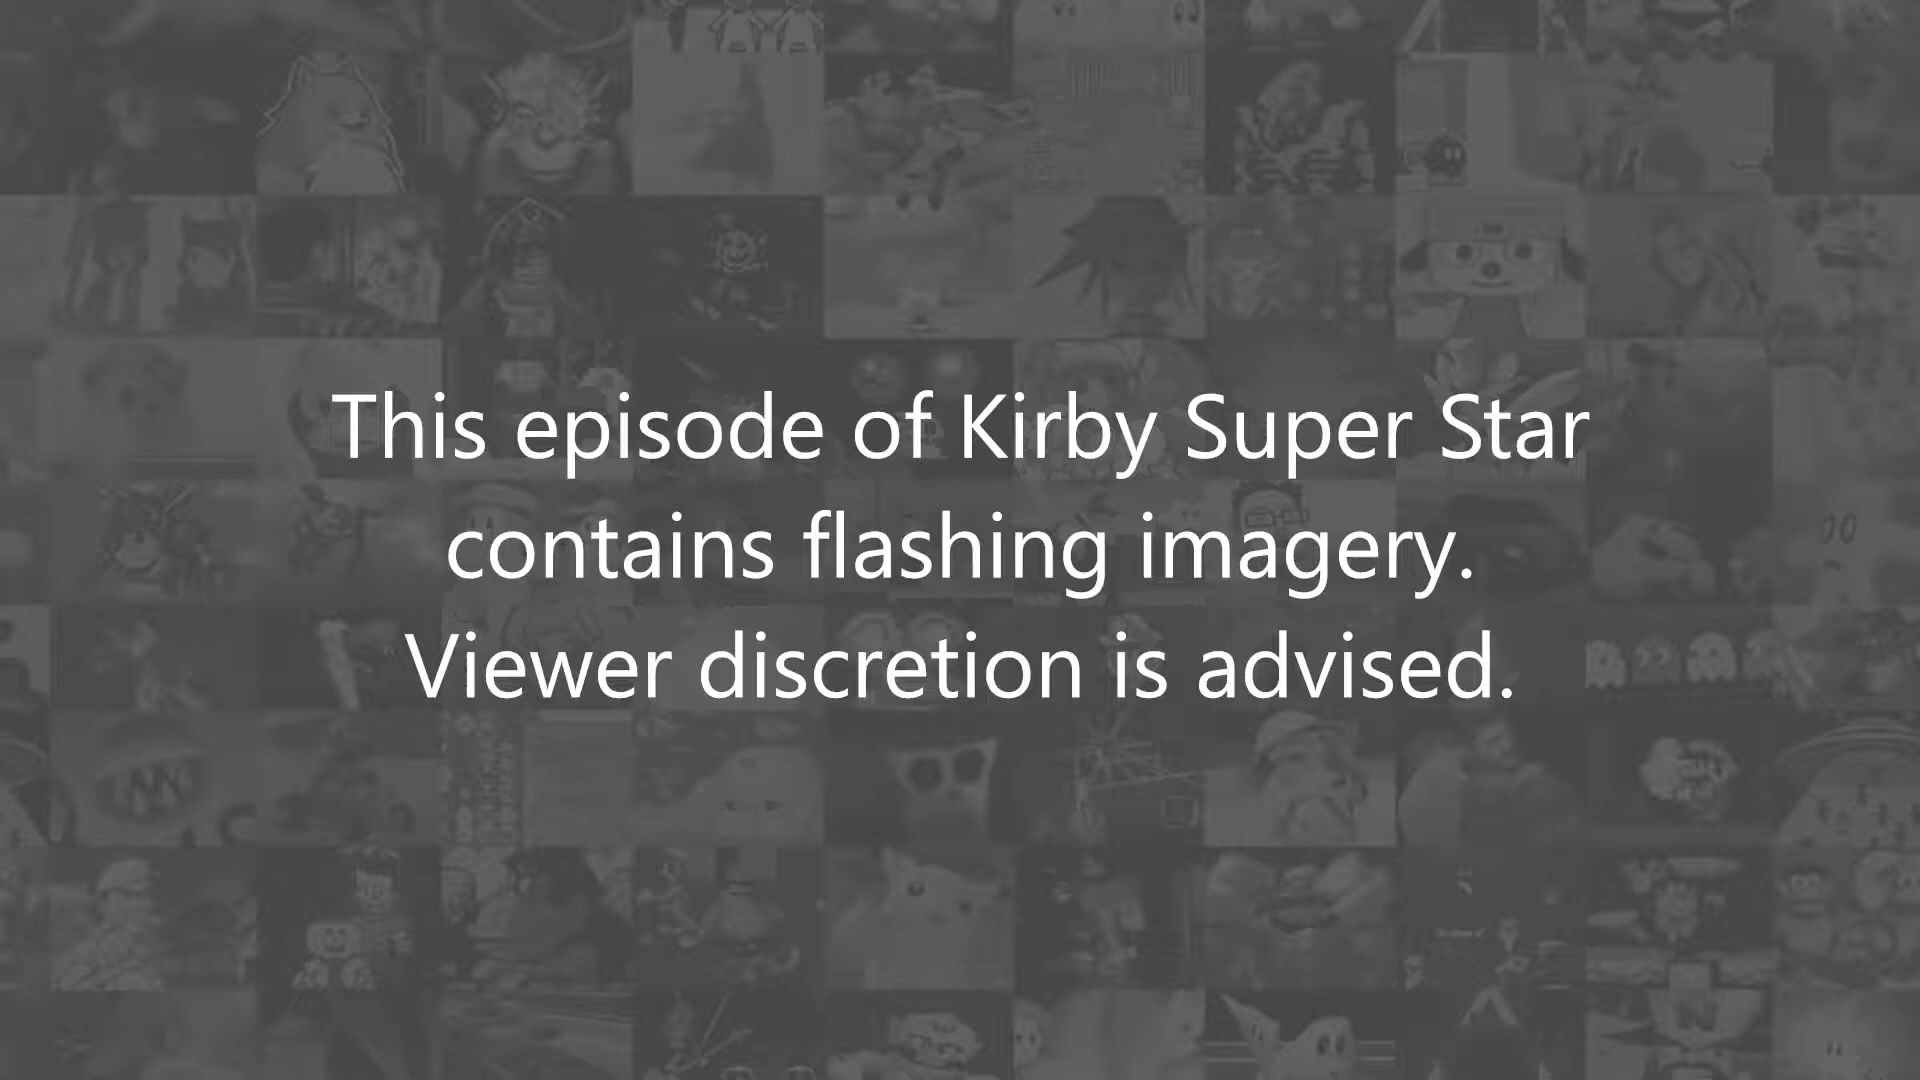 This episode of Kirby Super Star
contains flashing imagery.
Viewer discretion is advised.